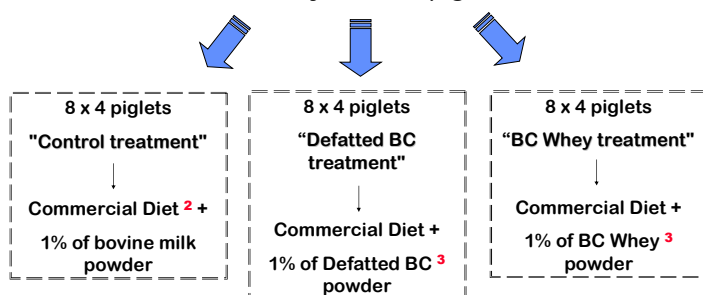 8 x 4 piglets
"Control treatment"
Commercial Diet 2 +
1% of bovine milk
powder
8 x 4 piglets
“Defatted BC
treatment"
Commercial Diet +
1% of Defatted BC 3
powder
8 x 4 piglets
“BC Whey treatment"
Commercial Diet +
1% of BC Whey 3
powder